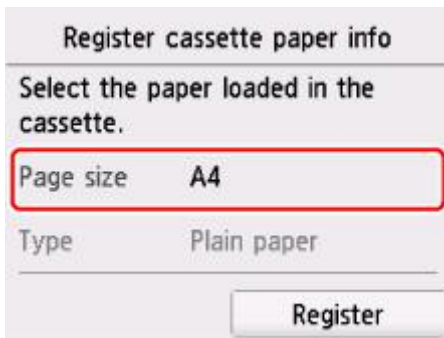 Register cassette paper info
Select the paper loaded in the
cassette.
Page size A4
Type Plain paper
Register